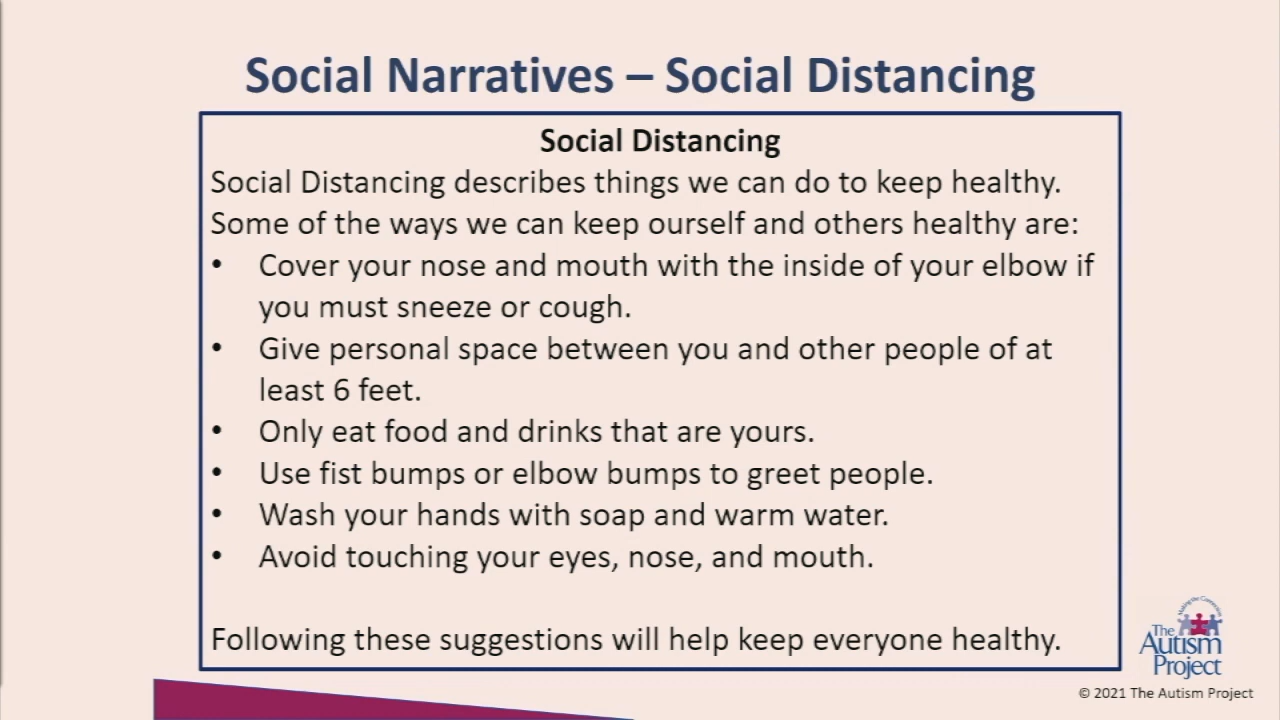 Social Narratives – Social Distancing
Social Distancing
Social Distancing describes things we can do to keep healthy.
Some of the ways we can keep ourself and others healthy are:
• Cover your nose and mouth with the inside of your elbow if
you must sneeze or cough.
• Give personal space between you and other people of at
least 6 feet.
• Only eat food and drinks that are yours.
• Use fist bumps or elbow bumps to greet people.
• Wash your hands with soap and warm water.
• Avoid touching your eyes, nose, and mouth.
Following these suggestions will help keep everyone healthy.
Making the Connection
The
Autism
Project
© 2021 The Autism Project